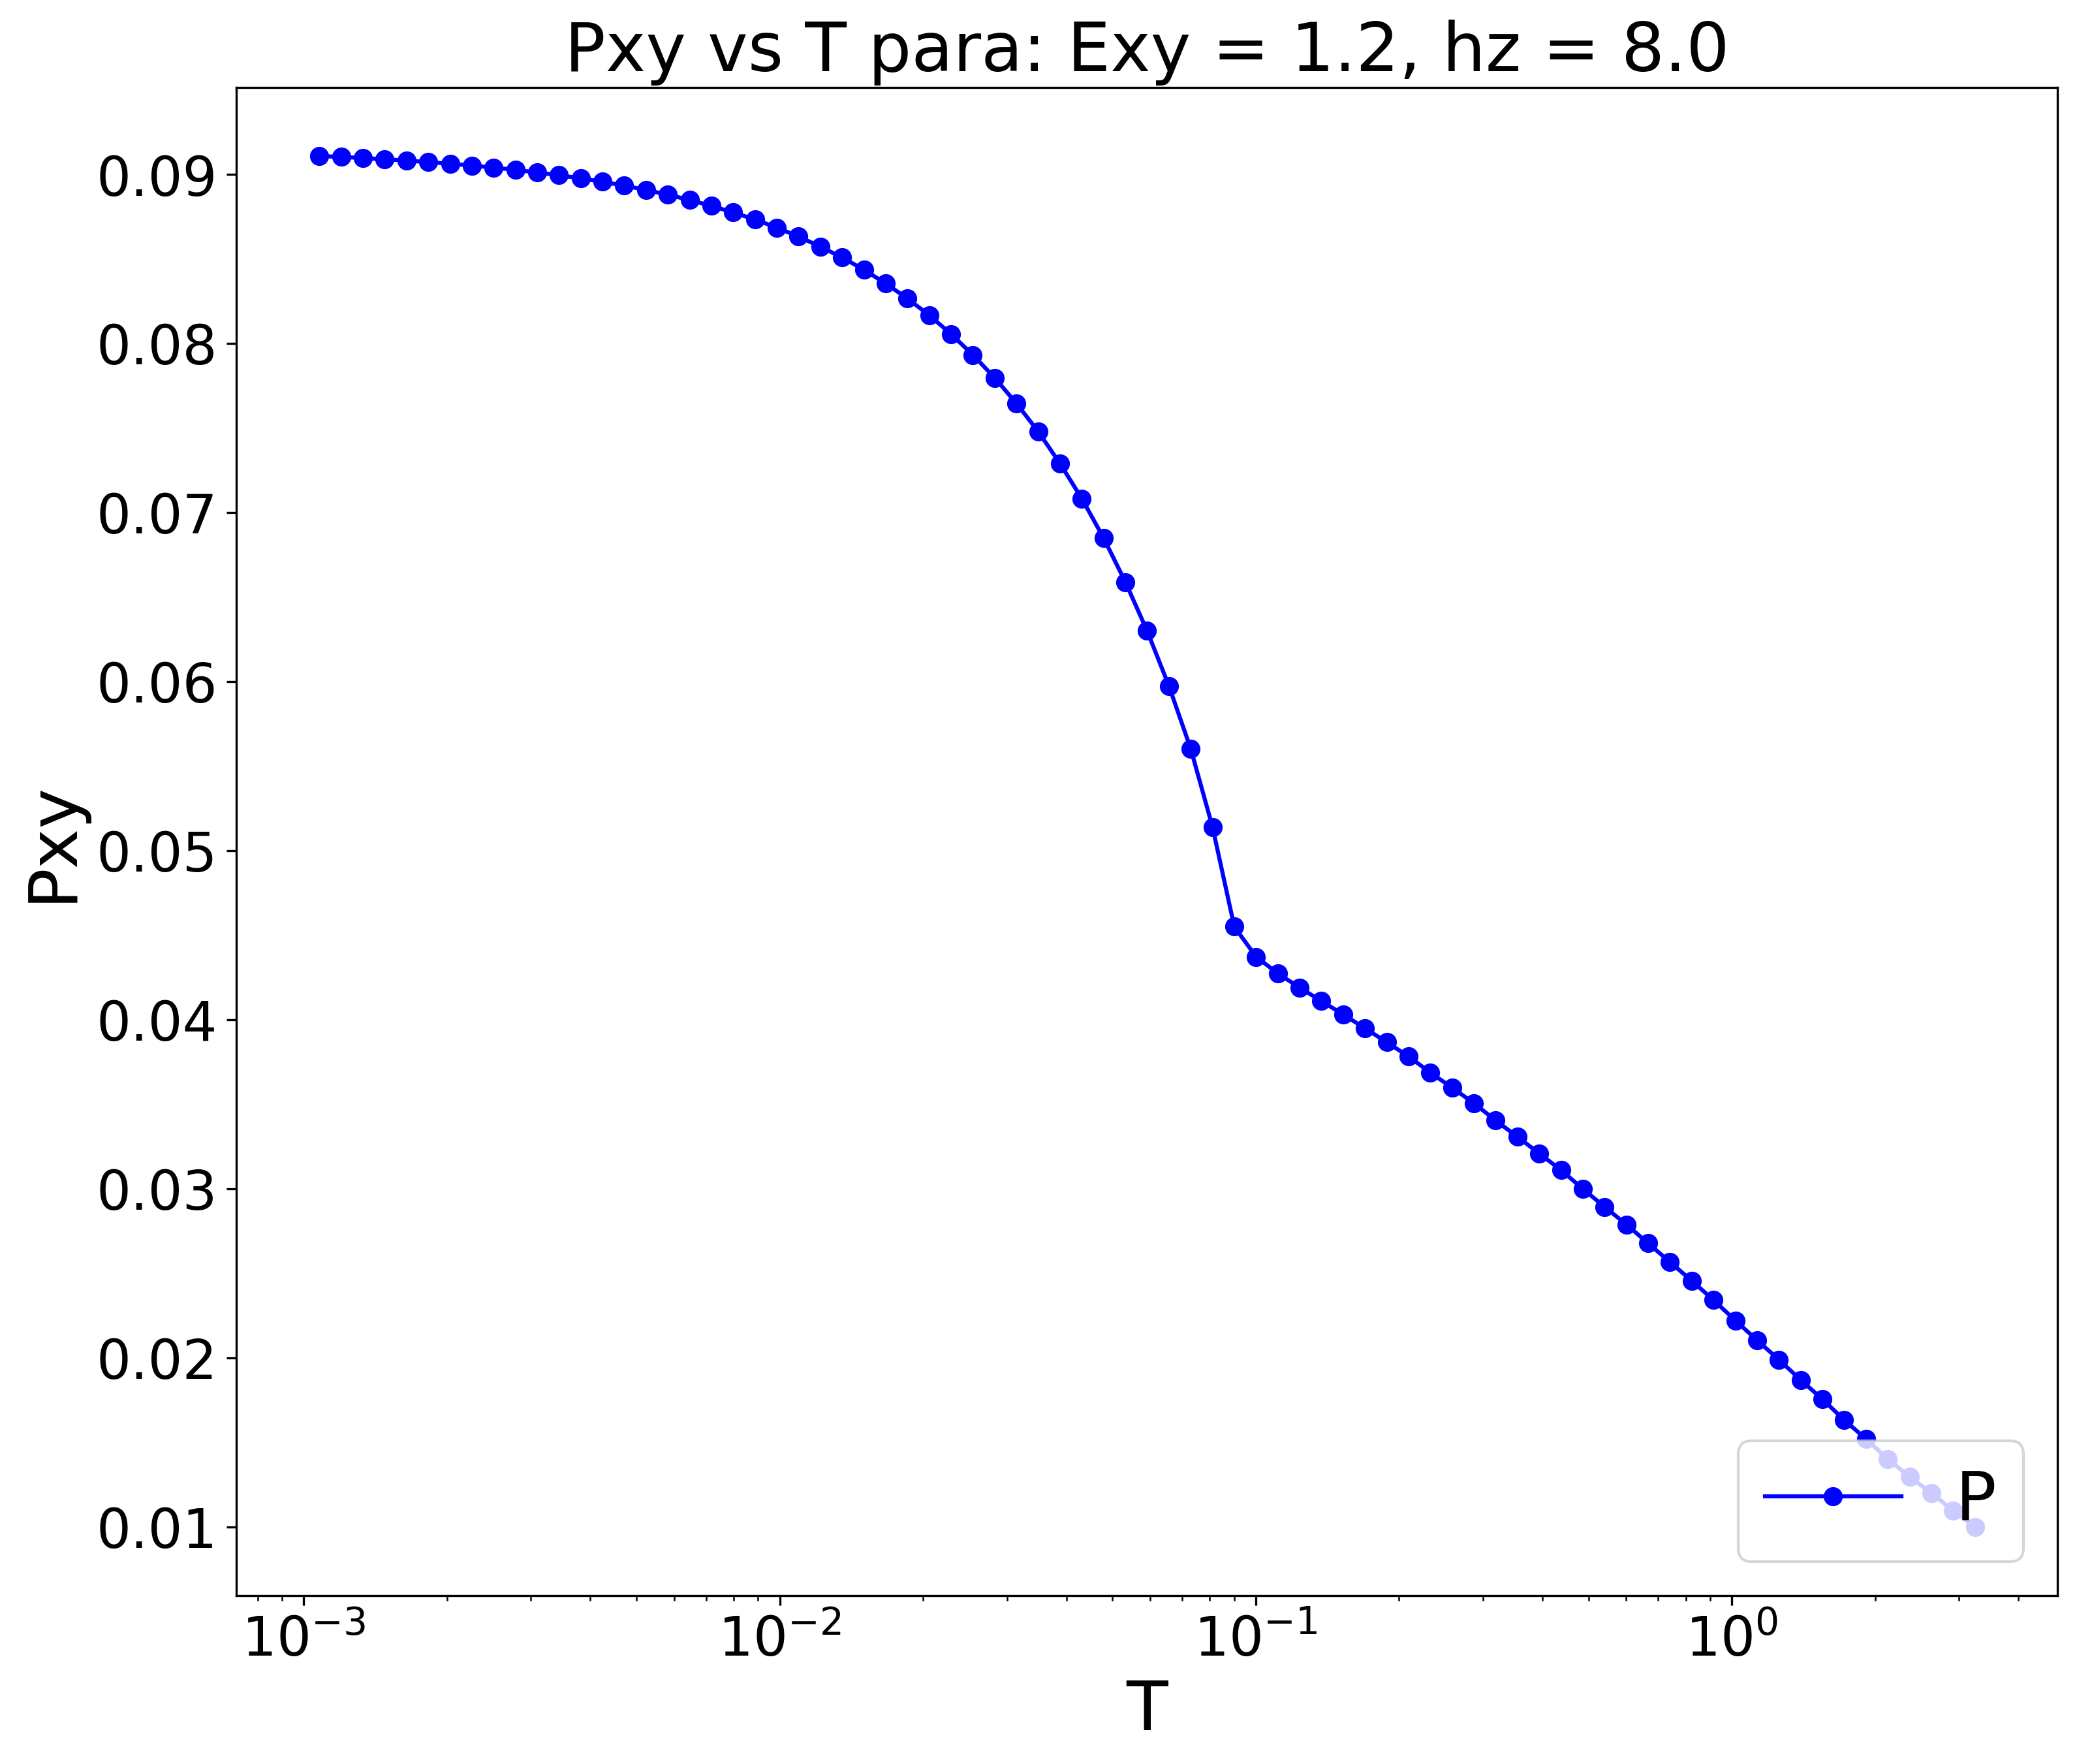 Pxy vs T para: Exy = 1.2, hz = 8.0
Pxy
0.09
0.08
0.07
0.06
0.05
0.04
0.03
0.02
0.01
P
10⁻³ 10⁻² 10⁻¹ 10⁰
T